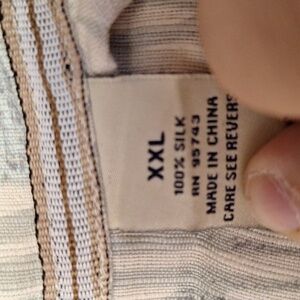 XXL
100% SILK
RN 95743
MADE IN CHINA
CARE SEE REVERS